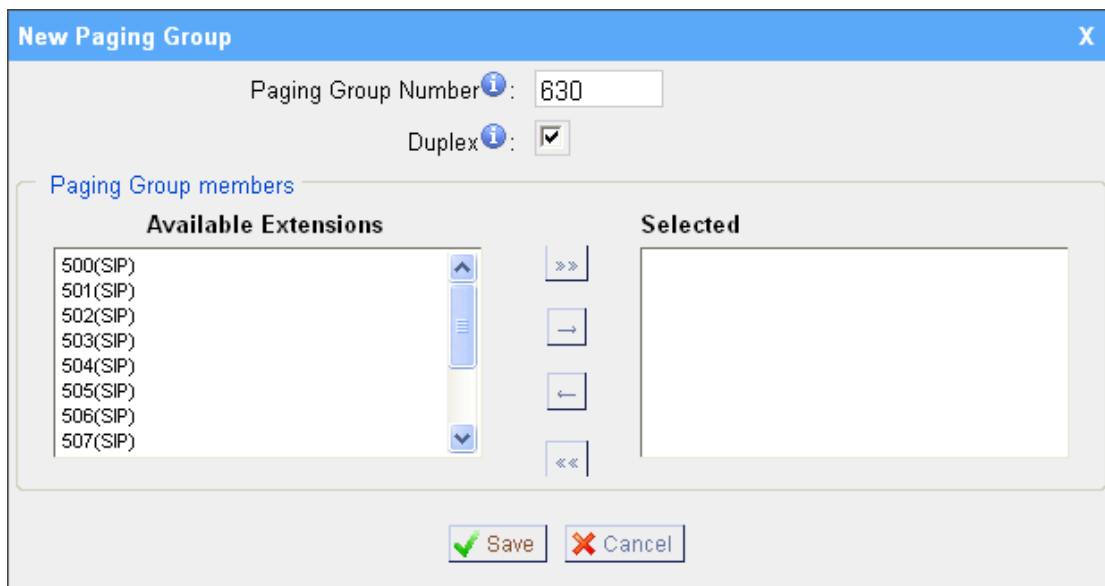 New Paging Group X
Paging Group Number i : 630
Duplex i :
Paging Group members
Available Extensions Selected
500(SIP)
501(SIP)
502(SIP)
503(SIP)
504(SIP)
505(SIP)
506(SIP)
507(SIP)
»»
→
←
««
Save Cancel